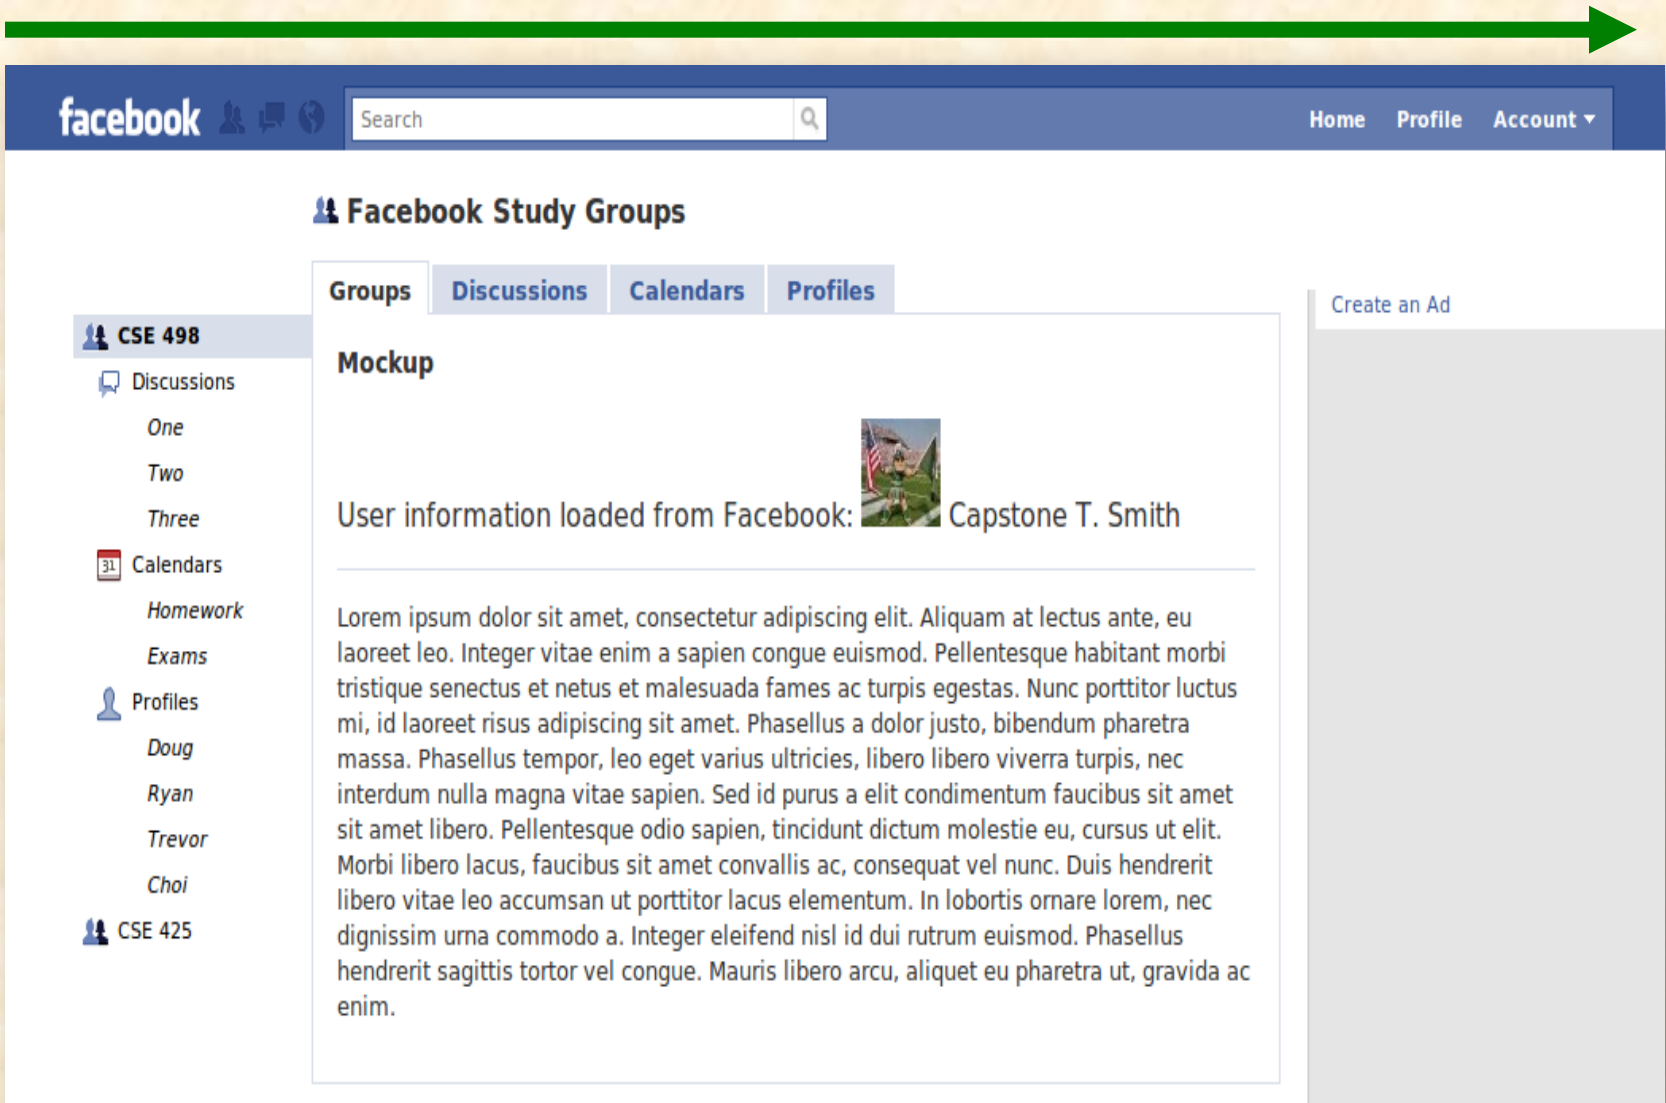 facebook
Search
Home Profile Account
Facebook Study Groups
Groups Discussions Calendars Profiles
Create an Ad
CSE 498
Discussions
One
Two
Three
31 Calendars
Homework
Exams
Profiles
Doug
Ryan
Trevor
Choi
CSE 425
Mockup
User information loaded from Facebook: Capstone T. Smith
Lorem ipsum dolor sit amet, consectetur adipiscing elit. Aliquam at lectus ante, eu
laoreet leo. Integer vitae enim a sapien congue euismod. Pellentesque habitant morbi
tristique senectus et netus et malesuada fames ac turpis egestas. Nunc porttitor luctus
mi, id laoreet risus adipiscing sit amet. Phasellus a dolor justo, bibendum pharetra
massa. Phasellus tempor, leo eget varius ultricies, libero libero viverra turpis, nec
interdum nulla magna vitae sapien. Sed id purus a elit condimentum faucibus sit amet
sit amet libero. Pellentesque odio sapien, tincidunt dictum molestie eu, cursus ut elit.
Morbi libero lacus, faucibus sit amet convallis ac, consequat vel nunc. Duis hendrerit
libero vitae leo accumsan ut porttitor lacus elementum. In lobortis ornare lorem, nec
dignissim urna commodo a. Integer eleifend nisl id dui rutrum euismod. Phasellus
hendrerit sagittis tortor vel congue. Mauris libero arcu, aliquet eu pharetra ut, gravida ac
enim.